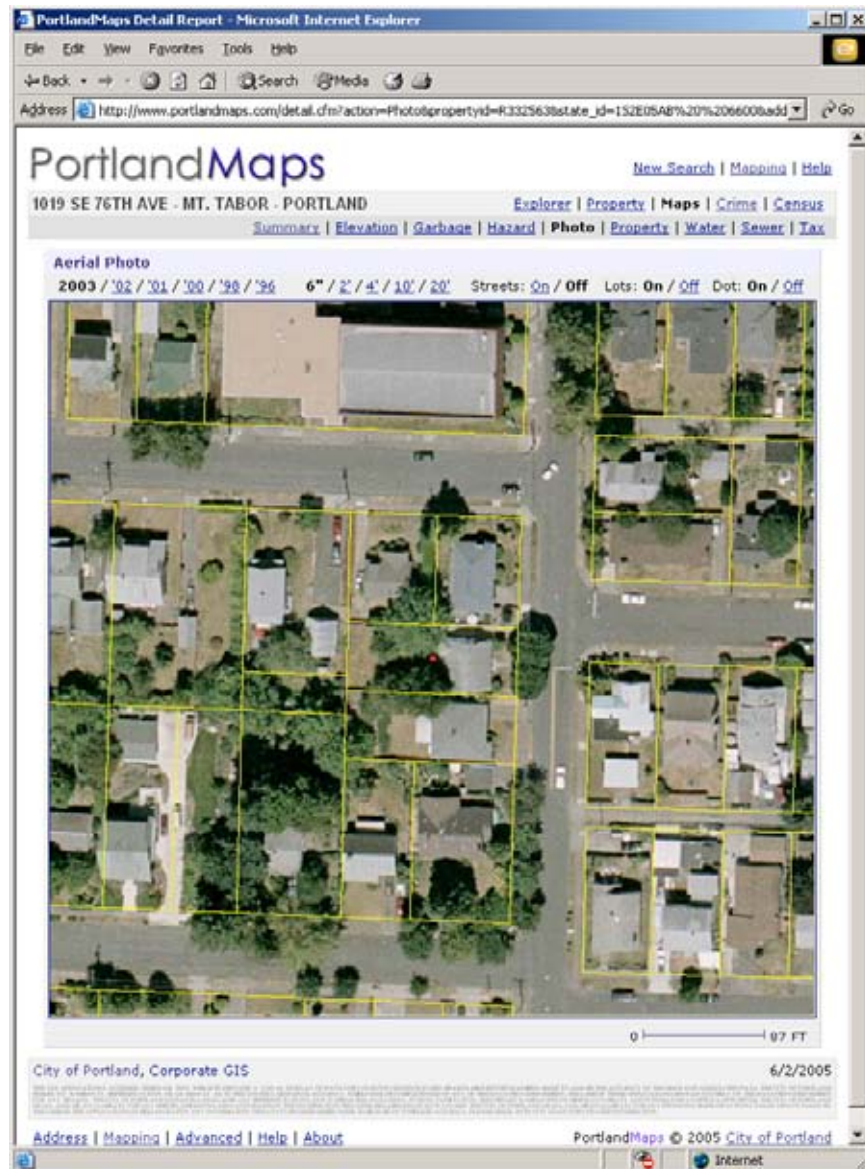 PortlandMaps Detail Report - Microsoft Internet Explorer
File Edit View Favorites Tools Help
Back Search Media
Address http://www.portlandmaps.com/detail.cfm?action=Photo&propertyid=R332563&state_id=1S2E05AB%20%206600&add Go
PortlandMaps
New Search | Mapping | Help
1019 SE 76TH AVE - MT. TABOR - PORTLAND Explorer | Property | Maps | Crime | Census
Summary | Elevation | Garbage | Hazard | Photo | Property | Water | Sewer | Tax
Aerial Photo
2003 / '02 / '01 / '00 / '98 / '96 6" / 2' / 4' / 10' / 20' Streets: On / Off Lots: On / Off Dot: On / Off
0 97 FT
City of Portland, Corporate GIS 6/2/2005
Address | Mapping | Advanced | Help | About PortlandMaps © 2005 City of Portland
Internet